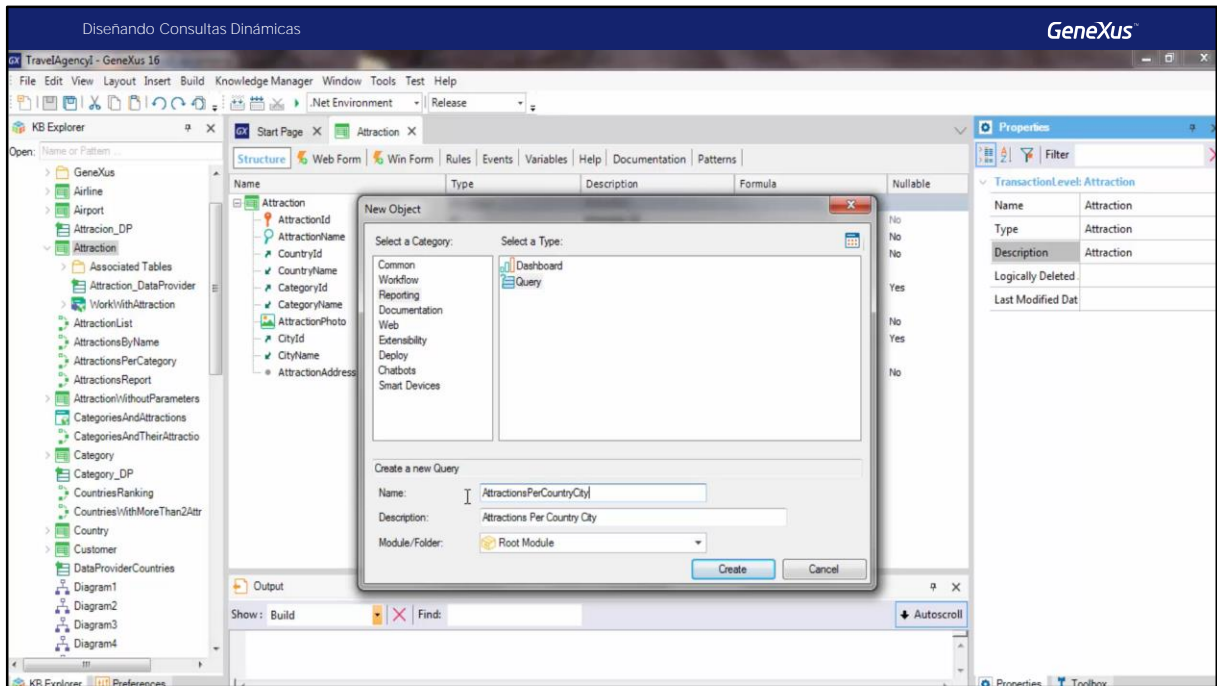 Diseñando Consultas Dinámicas
GeneXus™
TravelAgencyI - GeneXus 16
File Edit View Layout Insert Build Knowledge Manager Window Tools Test Help
.Net Environment Release
KB Explorer
Open: Name or Pattern ...
GeneXus
Airline
Airport
Attracion_DP
Attraction
Associated Tables
Attraction_DataProvider
WorkWithAttraction
AttractionList
AttractionsByName
AttractionsPerCategory
AttractionsReport
AttractionWithoutParameters
CategoriesAndAttractions
CategoriesAndTheirAttractio
Category
Category_DP
CountriesRanking
CountriesWithMoreThan2Attr
Country
Customer
DataProviderCountries
Diagram1
Diagram2
Diagram3
Diagram4
KB Explorer Preferences
Start Page Attraction
Structure Web Form Win Form Rules Events Variables Help Documentation Patterns
Name Type Description Formula Nullable
Attraction
AttractionId No
AttractionName No
CountryId No
CountryName
CategoryId Yes
CategoryName
AttractionPhoto No
CityId Yes
CityName
AttractionAddress No
New Object
Select a Category: Select a Type:
Common
Workflow
Reporting
Documentation
Web
Extensibility
Deploy
Chatbots
Smart Devices
Dashboard
Query
Create a new Query
Name: AttractionsPerCountryCity
Description: Attractions Per Country City
Module/Folder: Root Module
Create Cancel
Output
Show: Build Find: Autoscroll
Properties
Filter
TransactionLevel: Attraction
Name Attraction
Type Attraction
Description Attraction
Logically Deleted
Last Modified Dat
Properties Toolbox